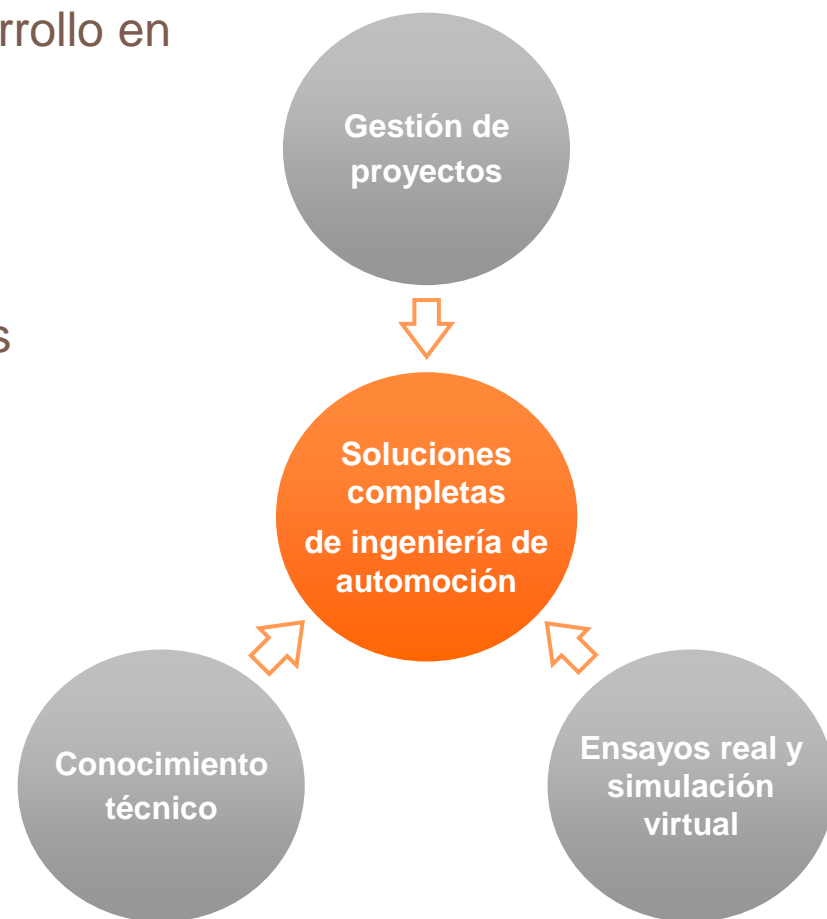 rrollo en
Gestión de
proyectos
s
Soluciones
completas
de ingeniería de
automoción
Conocimiento
técnico
Ensayos real y
simulación
virtual